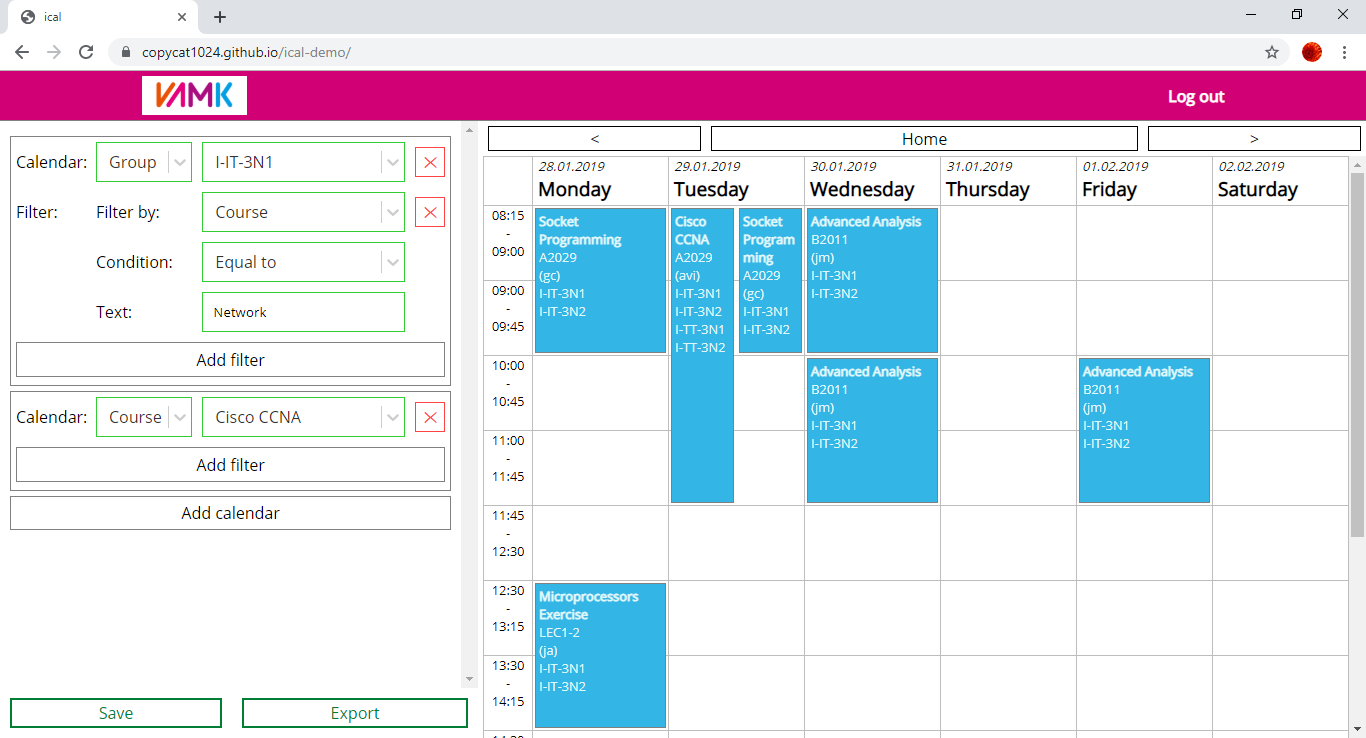 ical
copycat1024.github.io/ical-demo/
VAMK
Log out
Calendar: Group I-IT-3N1
Filter: Filter by: Course
Condition: Equal to
Text: Network
Add filter
Calendar: Course Cisco CCNA
Add filter
Add calendar
Save Export
< Home >
28.01.2019 29.01.2019 30.01.2019 31.01.2019 01.02.2019 02.02.2019
Monday Tuesday Wednesday Thursday Friday Saturday
08:15
-
09:00
09:00
-
09:45
10:00
-
10:45
11:00
-
11:45
11:45
-
12:30
12:30
-
13:15
13:30
-
14:15
Socket
Programming
A2029
(gc)
I-IT-3N1
I-IT-3N2
Microprocessors
Exercise
LEC1-2
(ja)
I-IT-3N1
I-IT-3N2
Cisco
CCNA
A2029
(avi)
I-IT-3N1
I-IT-3N2
I-TT-3N1
I-TT-3N2
Socket
Program
ming
A2029
(gc)
I-IT-3N1
I-IT-3N2
Advanced Analysis
B2011
(jm)
I-IT-3N1
I-IT-3N2
Advanced Analysis
B2011
(jm)
I-IT-3N1
I-IT-3N2
Advanced Analysis
B2011
(jm)
I-IT-3N1
I-IT-3N2